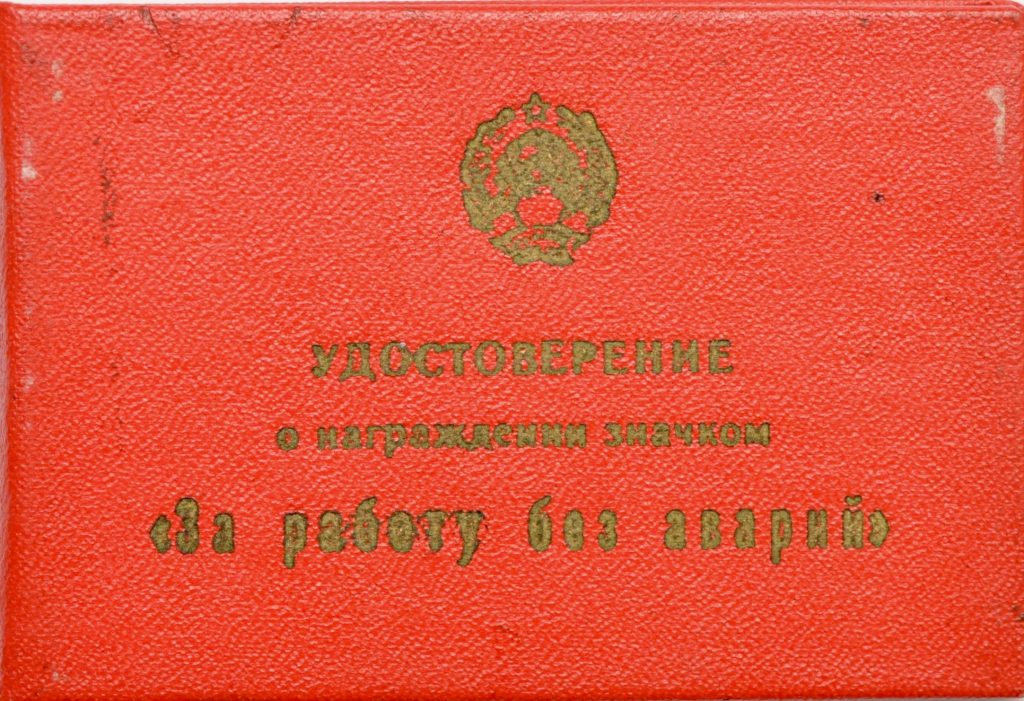 УДОСТОВЕРЕНИЕ
о награждении значком
«За работу без аварий»